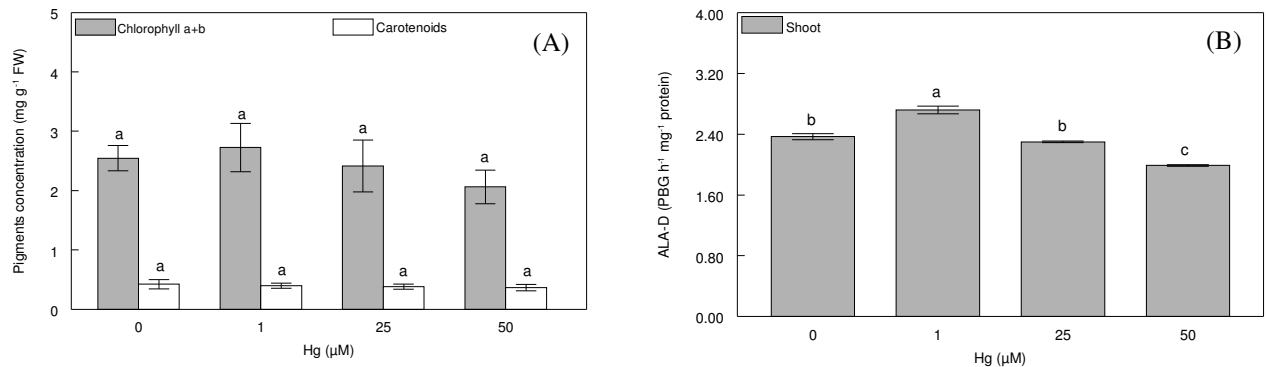 Chlorophyll a+b
Carotenoids
(A)
Pigments concentration (mg g⁻¹ FW)
5
4
3
2
1
0
a
a
a
a
a
a
a
a
0
1
25
50
Hg (µM)
Shoot
(B)
ALA-D (PBG h⁻¹ mg⁻¹ protein)
4.00
3.20
2.40
1.60
0.80
0.00
b
a
b
c
0
1
25
50
Hg (µM)